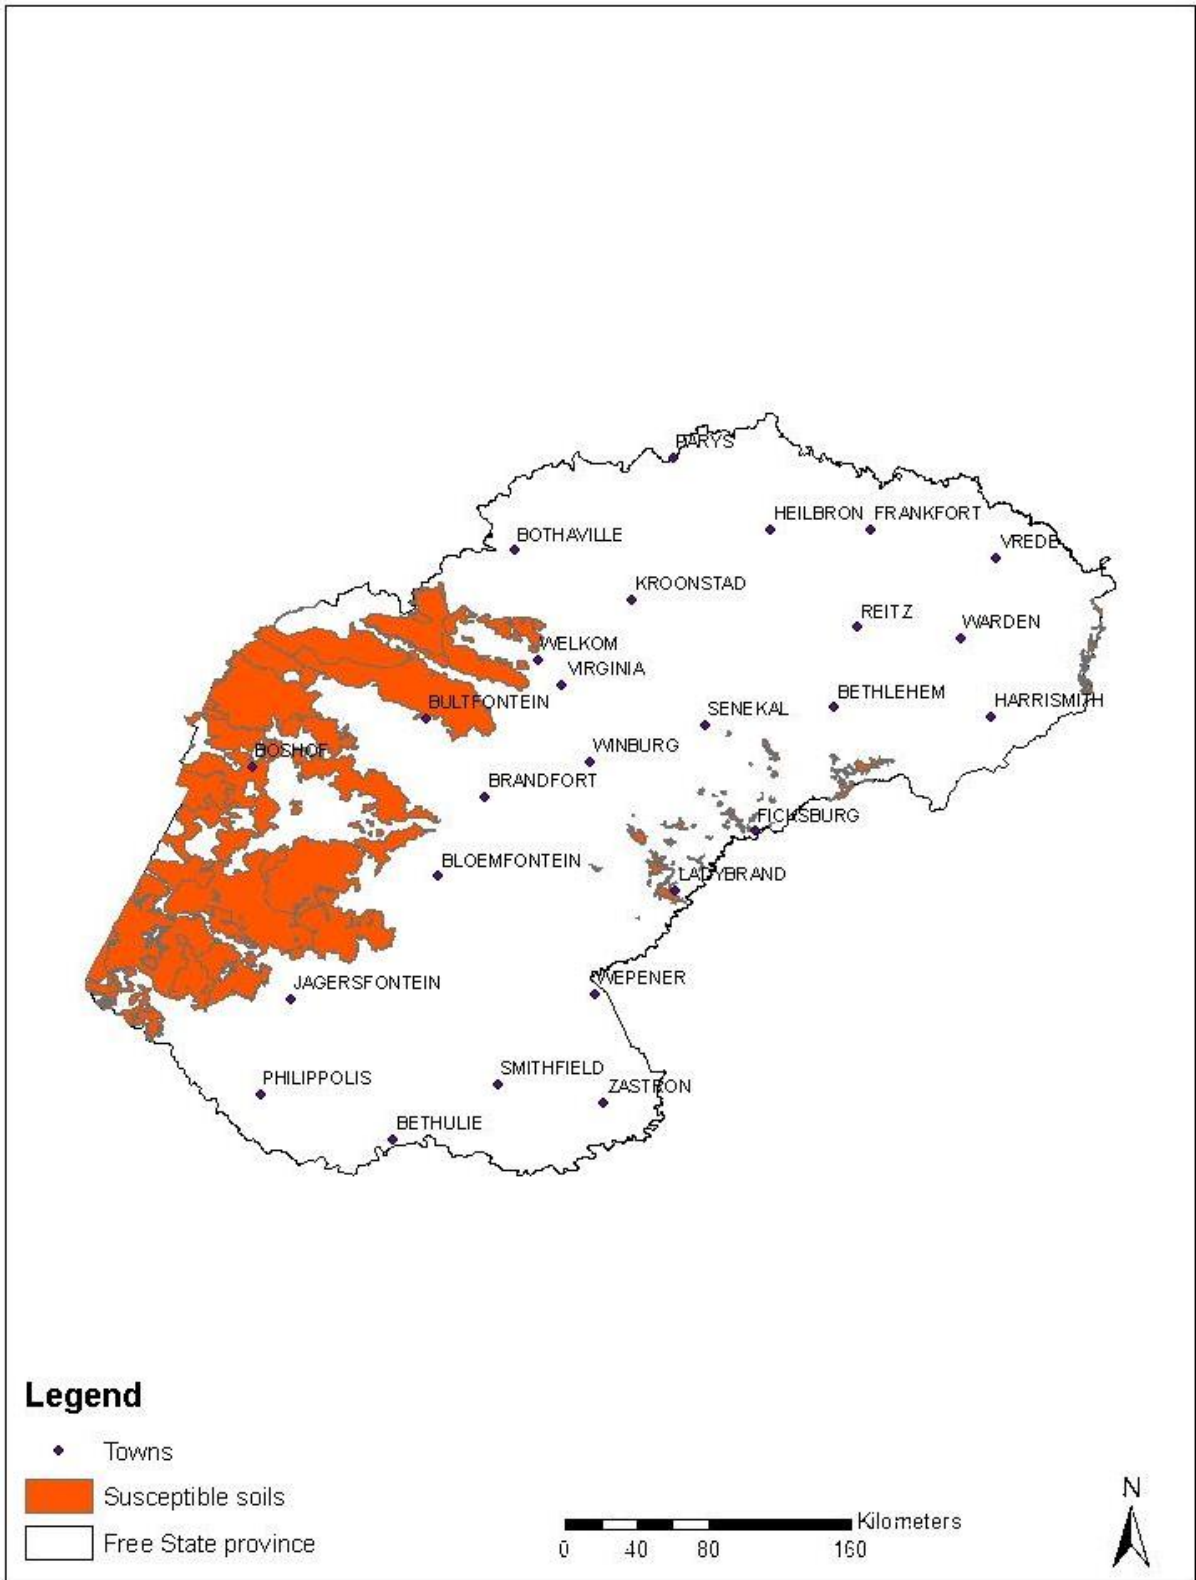 PARYS
HEILBRON FRANKFORT
BOTHAVILLE
VREDE
KROONSTAD
REITZ
WARDEN
WELKOM
VIRGINIA
BETHLEHEM
BULTFONTEIN
HARRISMITH
SENEKAL
WINBURG
BOSHOF
BRANDFORT
FICKSBURG
BLOEMFONTEIN
LADYBRAND
JAGERSFONTEIN
WEPENER
SMITHFIELD
PHILIPPOLIS
ZASTRON
BETHULIE
Legend
Towns
Susceptible soils
Free State province
N
Kilometers
0 40 80 160